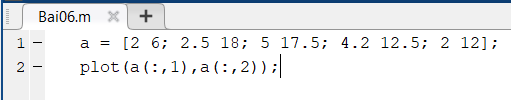 Bai06.m
1 a = [2 6; 2.5 18; 5 17.5; 4.2 12.5; 2 12];
2 plot(a(:,1),a(:,2));